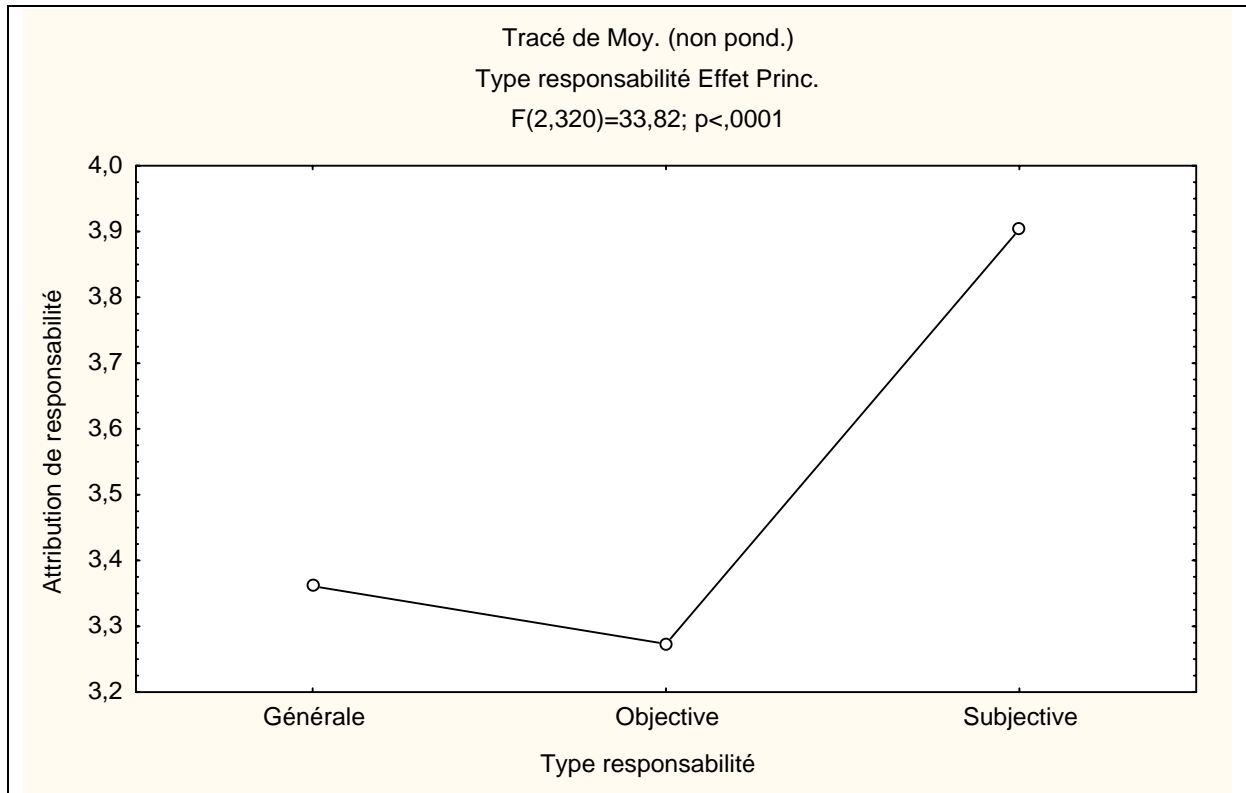 Tracé de Moy. (non pond.)
Type responsabilité Effet Princ.
F(2,320)=33,82; p<,0001
Attribution de responsabilité
4,0
3,9
3,8
3,7
3,6
3,5
3,4
3,3
3,2
Générale Objective Subjective
Type responsabilité